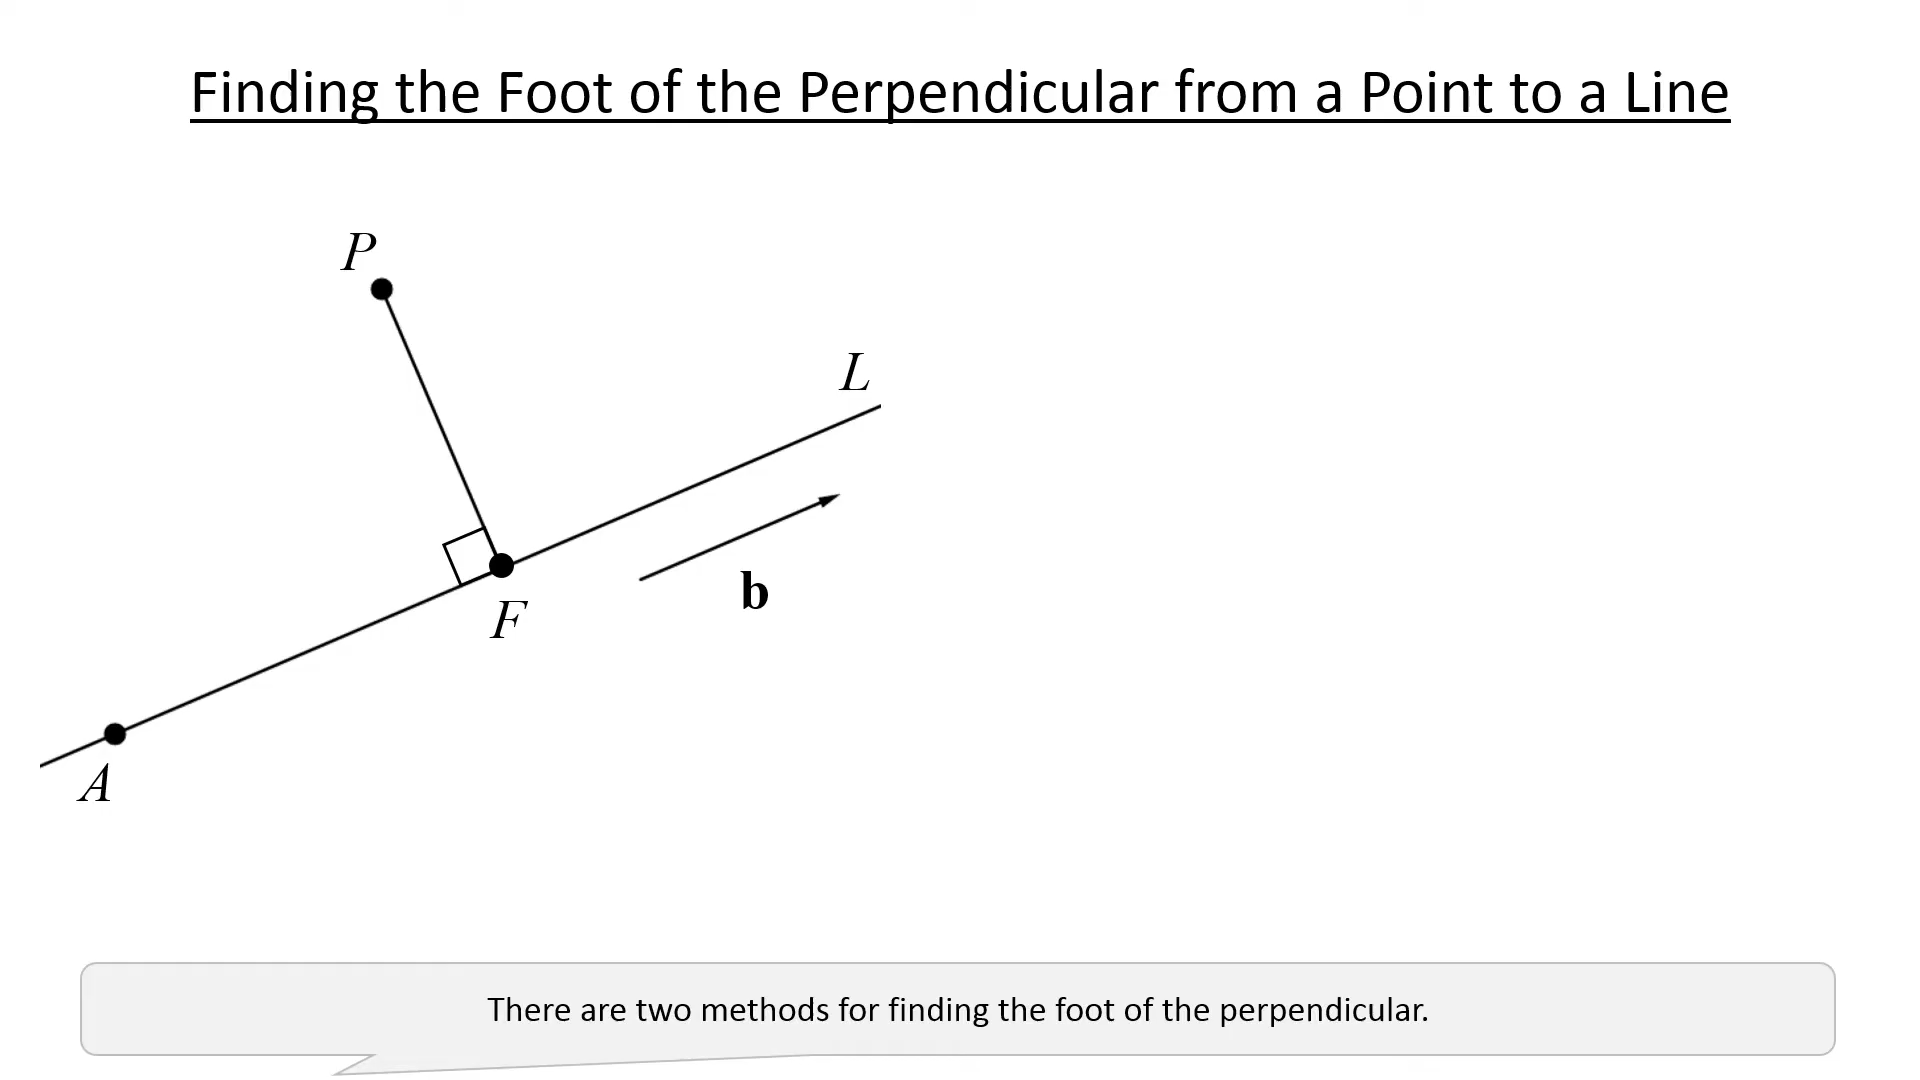 Finding the Foot of the Perpendicular from a Point to a Line
P
L
b
F
A
There are two methods for finding the foot of the perpendicular.